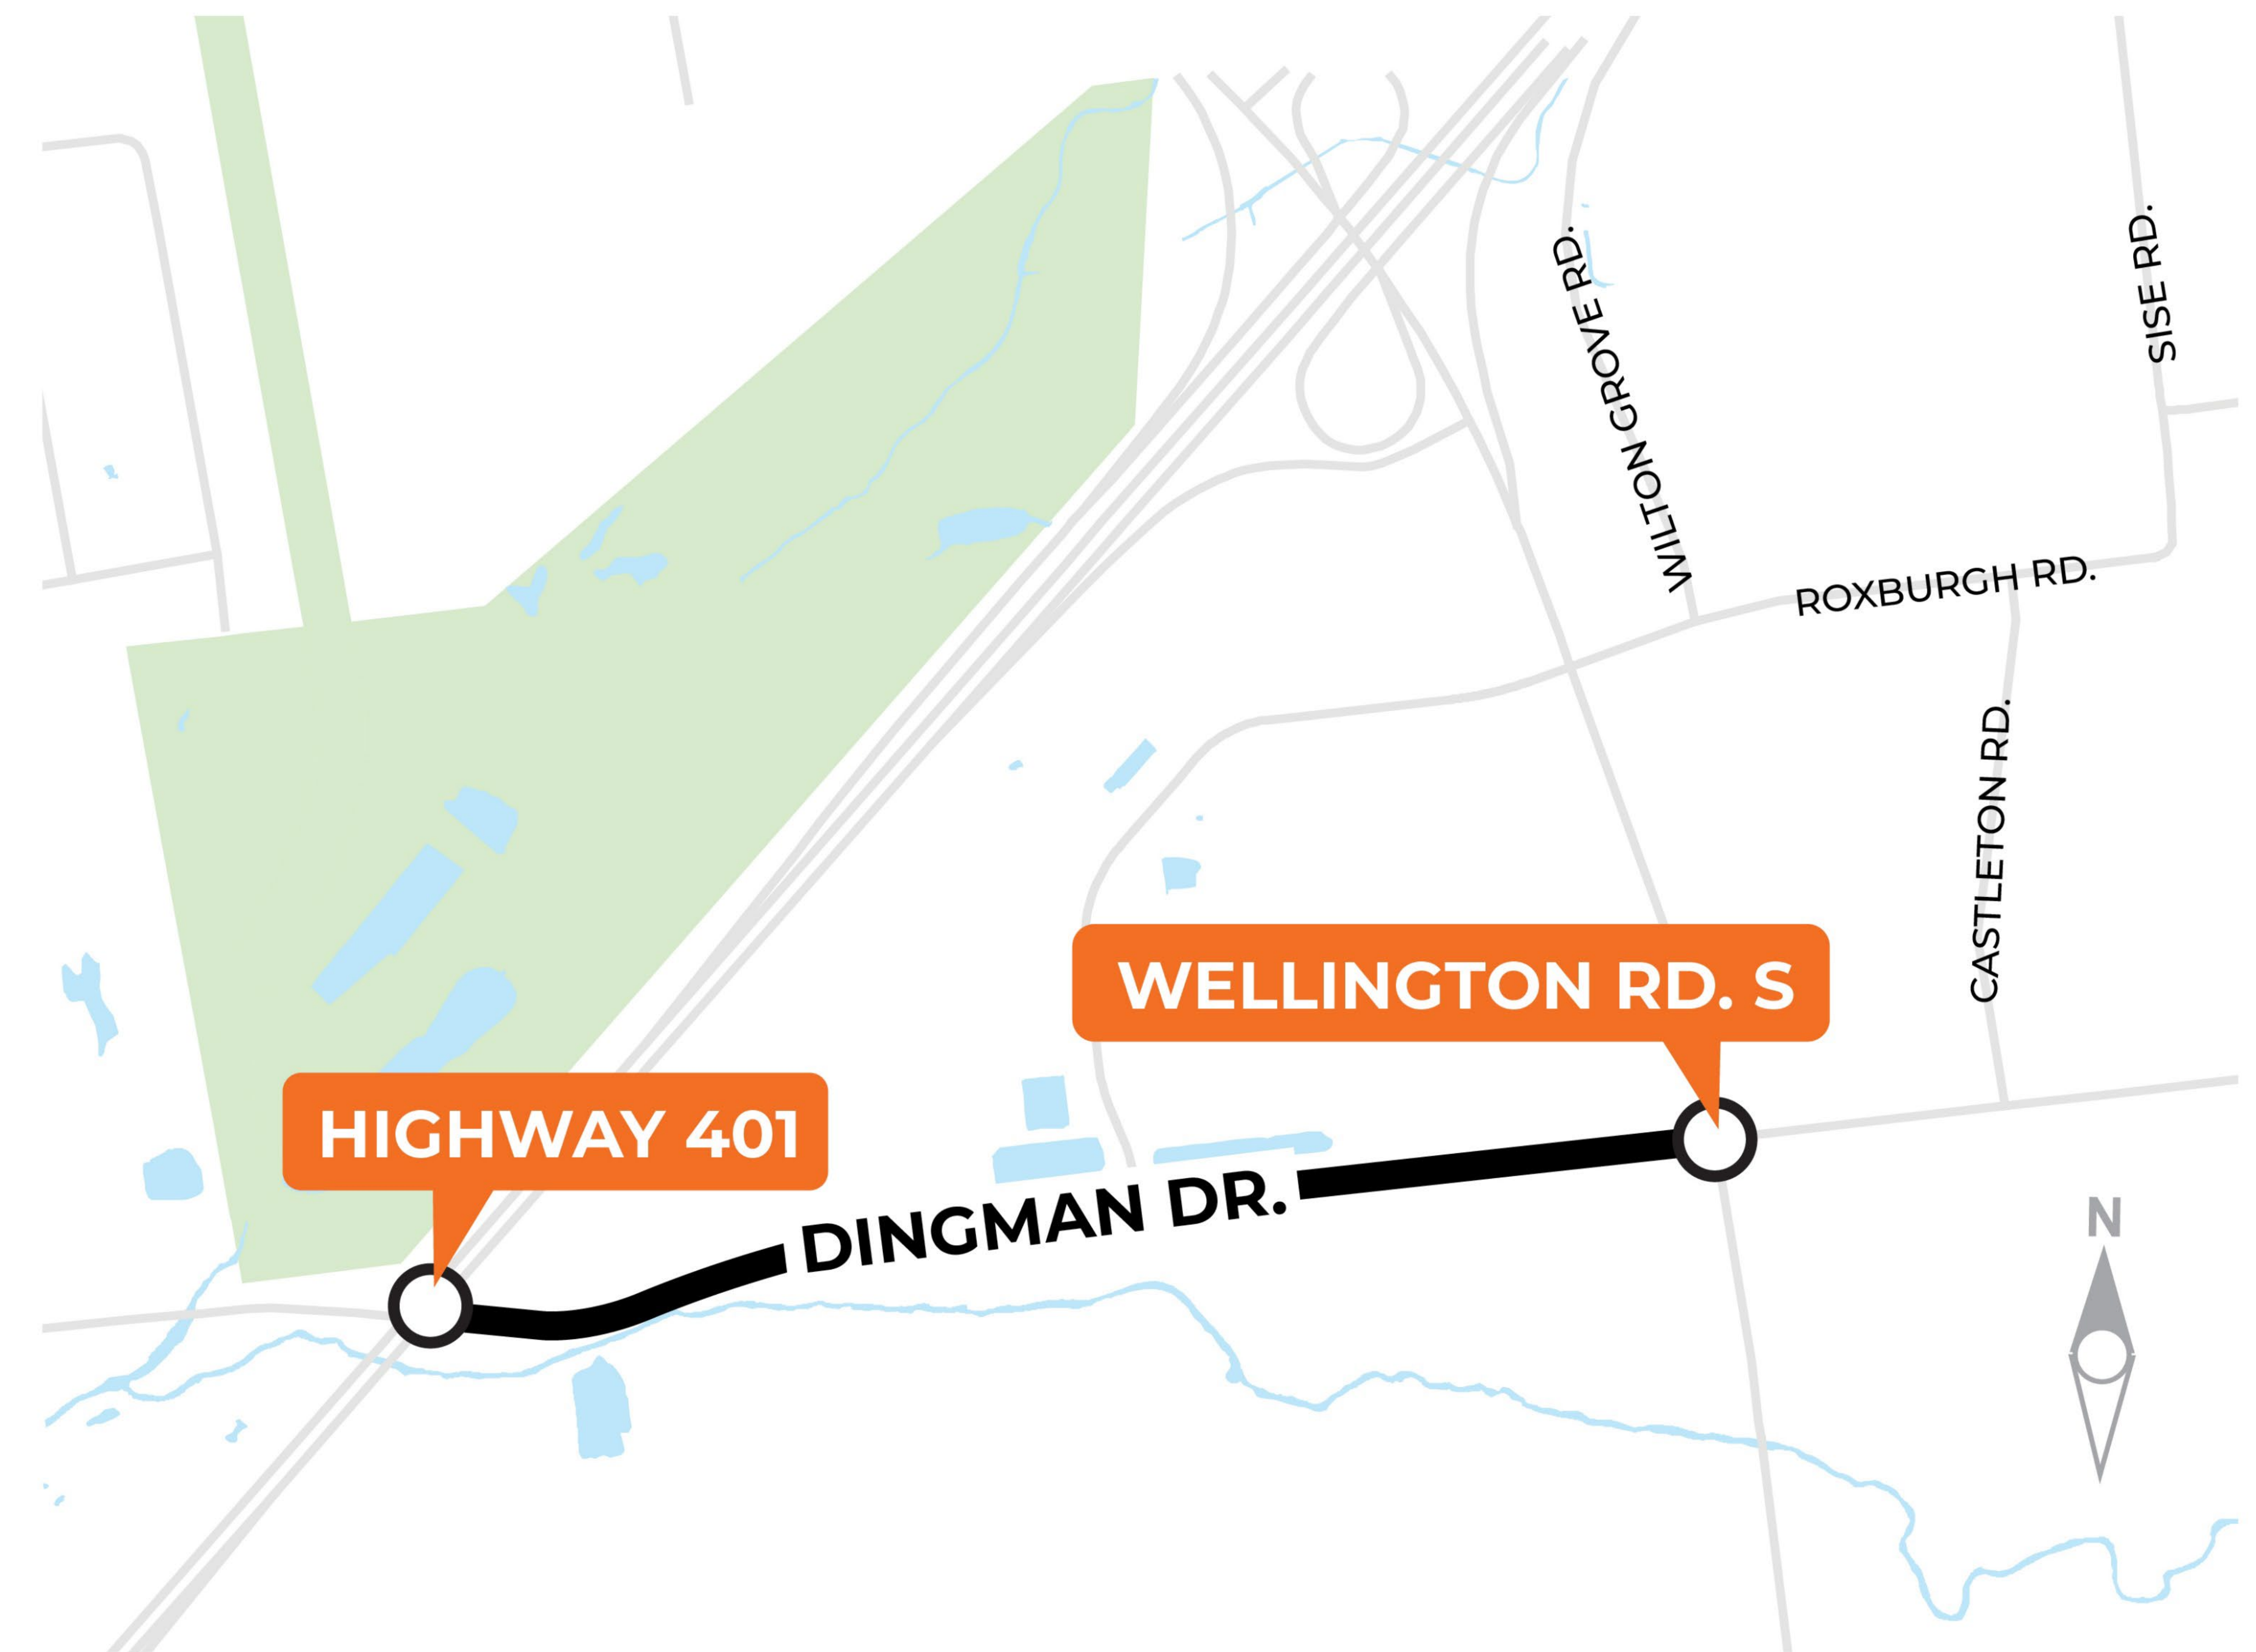 SISE RD.
WILTON GROVE RD.
ROXBURGH RD.
CASTLETON RD.
WELLINGTON RD. S
HIGHWAY 401
DINGMAN DR.
N